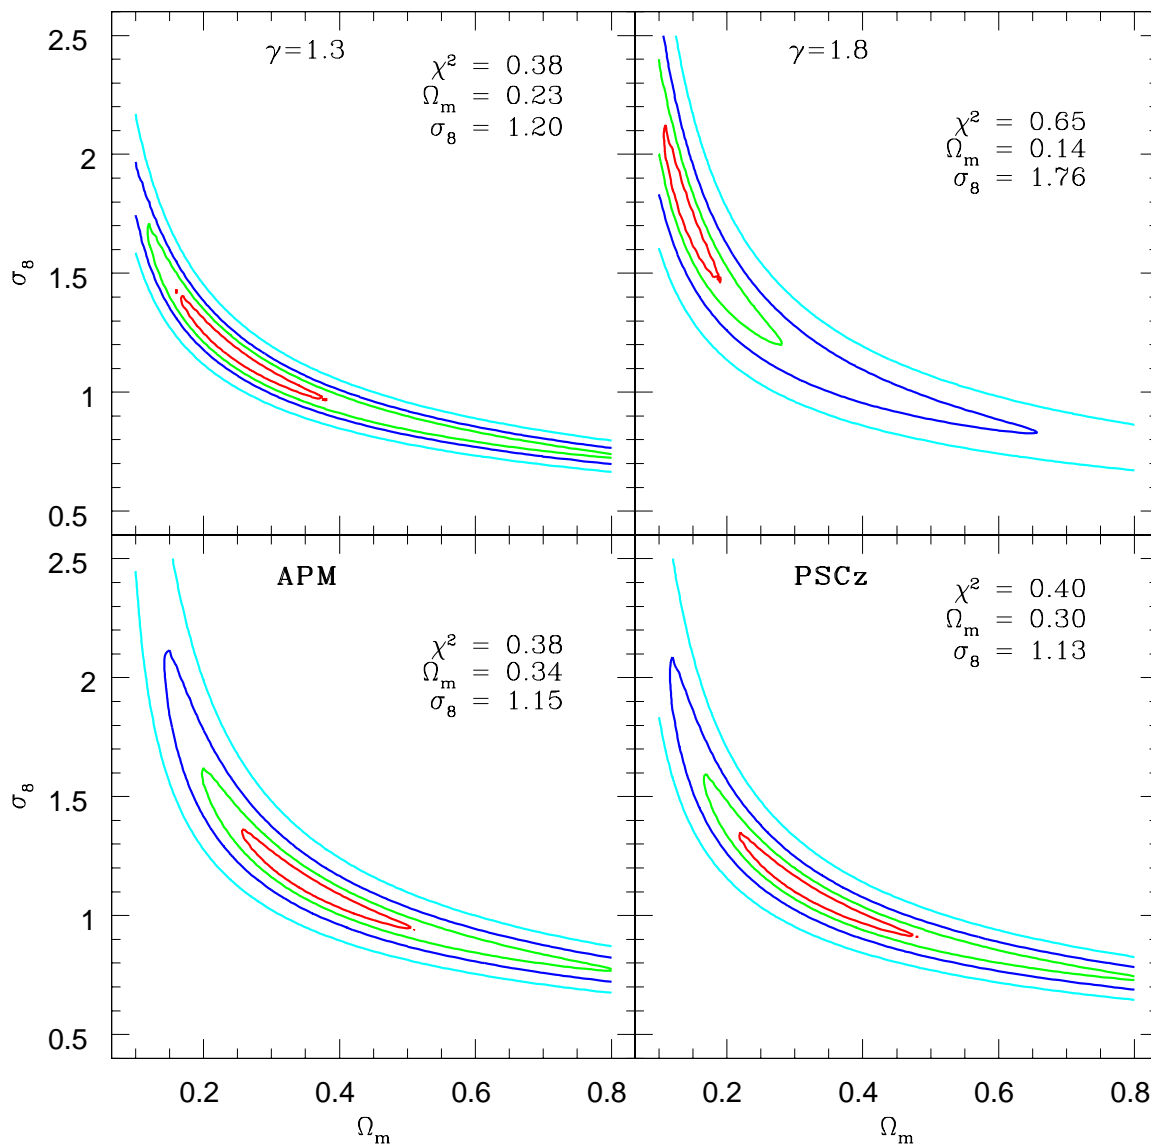 γ=1.3
χ² = 0.38
Ωₘ = 0.23
σ₈ = 1.20
γ=1.8
χ² = 0.65
Ωₘ = 0.14
σ₈ = 1.76
2.5
2
1.5
1
0.5
σ₈
APM
χ² = 0.38
Ωₘ = 0.34
σ₈ = 1.15
PSCz
χ² = 0.40
Ωₘ = 0.30
σ₈ = 1.13
2.5
2
1.5
1
0.5
σ₈
0.2 0.4 0.6 0.8
0.2 0.4 0.6 0.8
Ωₘ
Ωₘ